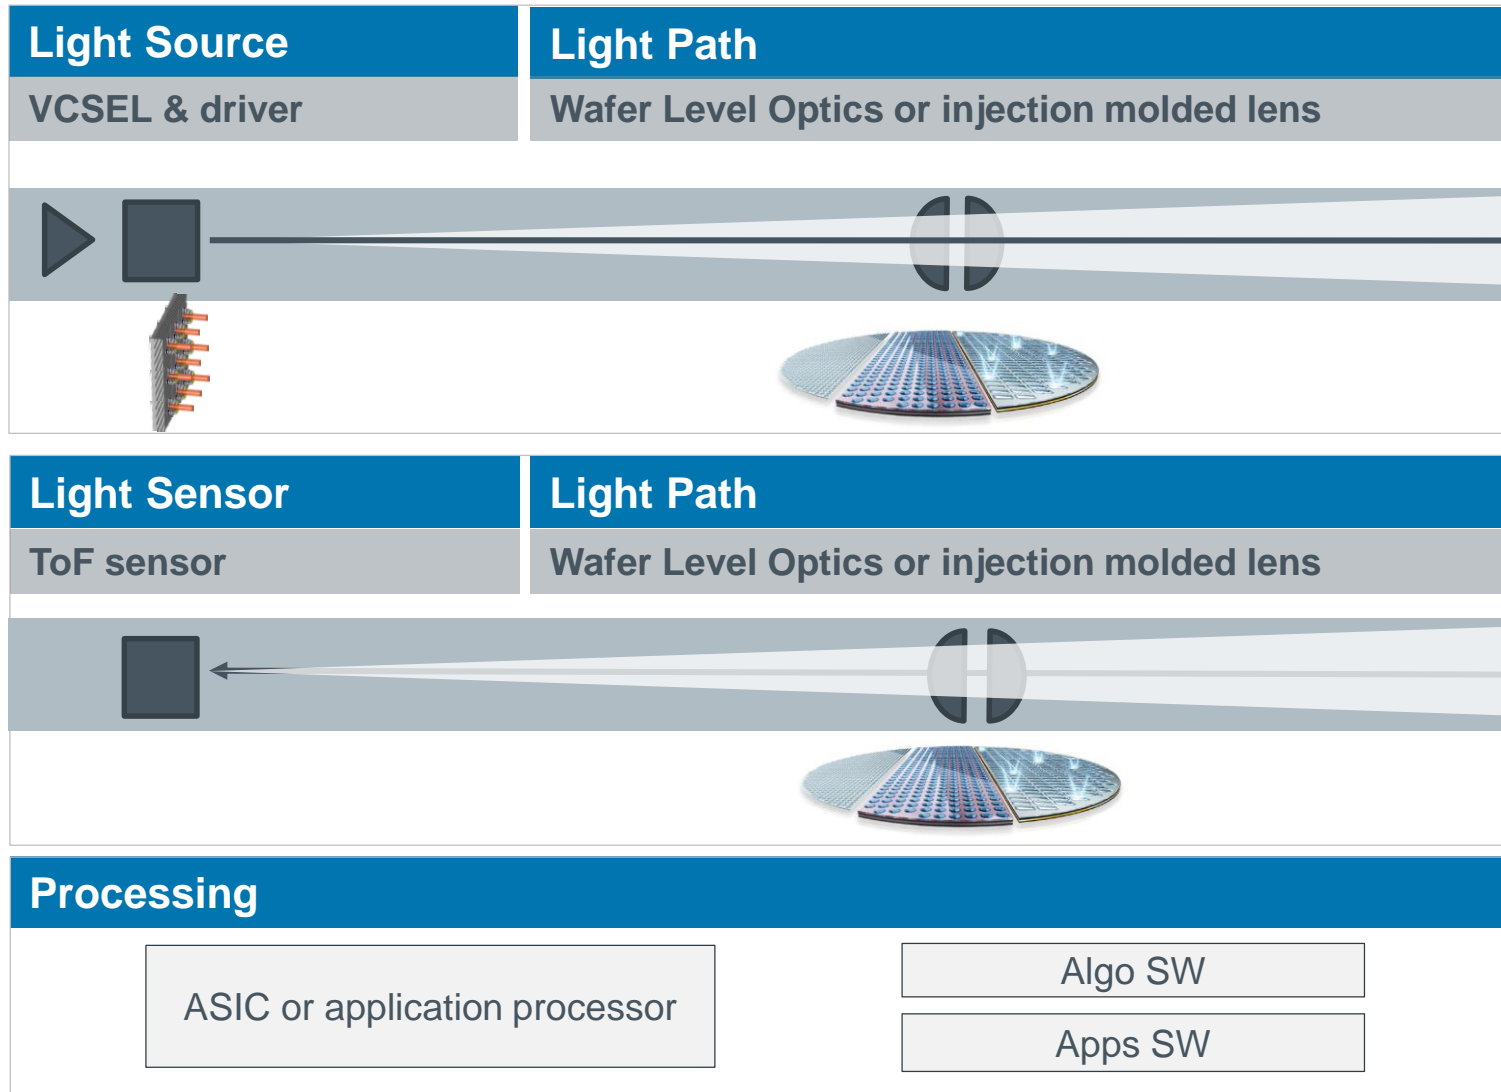 Light Source
Light Path
VCSEL & driver
Wafer Level Optics or injection molded lens
Light Sensor
Light Path
ToF sensor
Wafer Level Optics or injection molded lens
Processing
ASIC or application processor
Algo SW
Apps SW